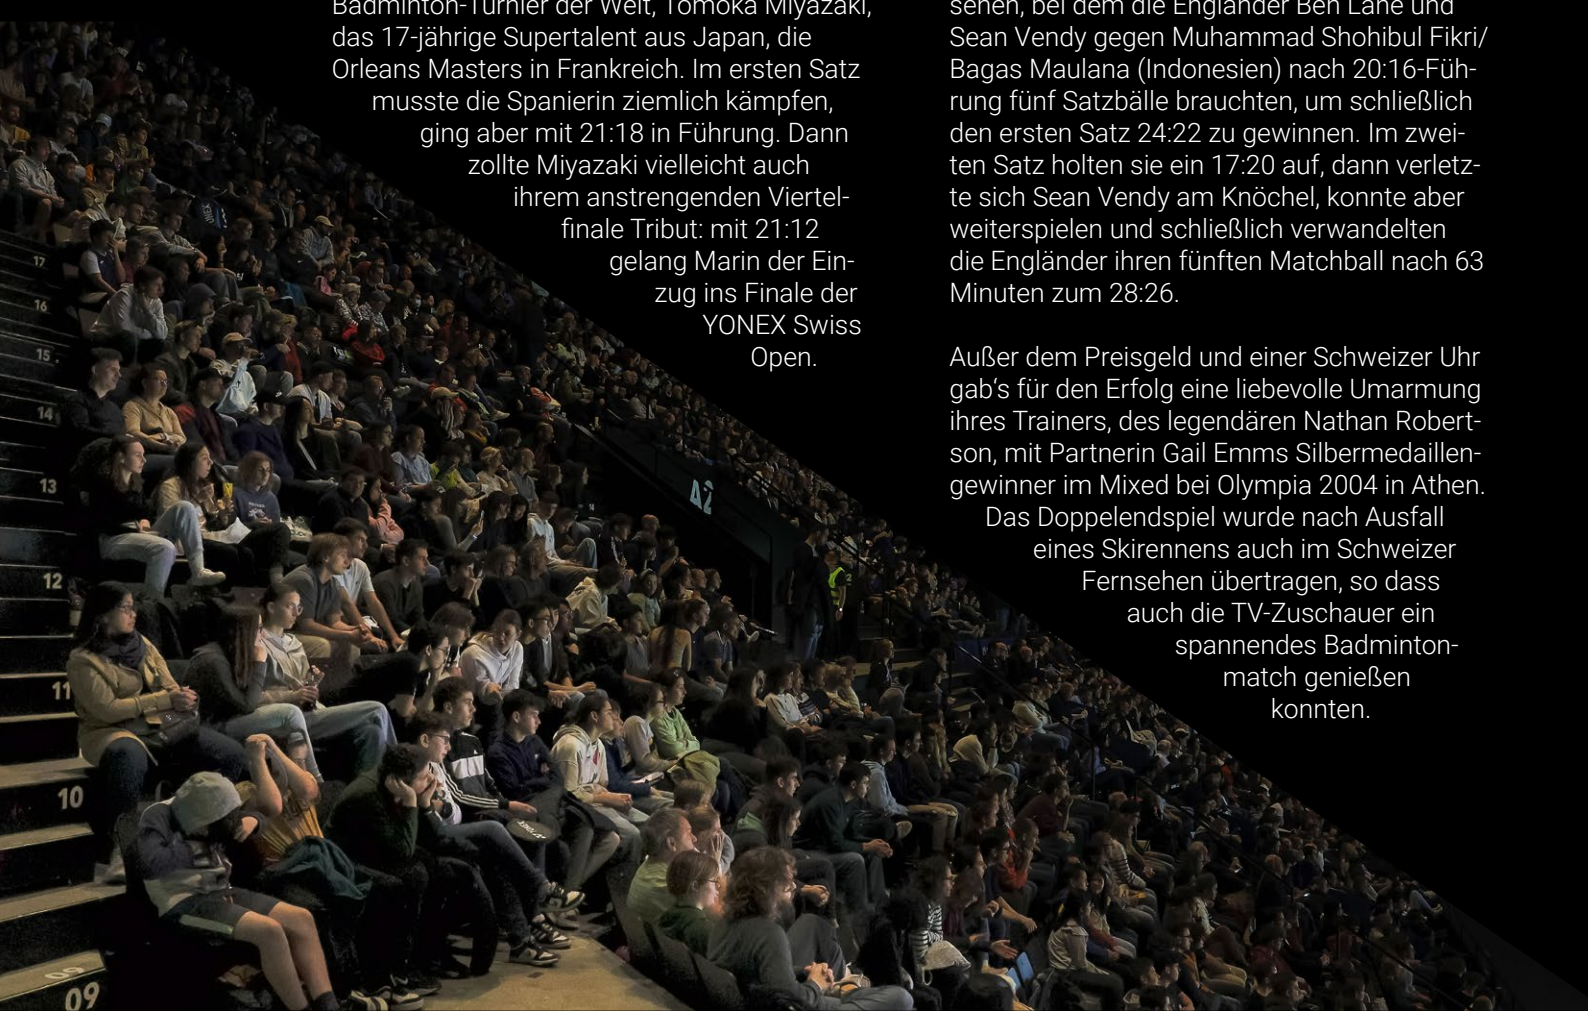 Badminton-Turnier der Welt, Tomoka Miyazaki,
das 17-jährige Supertalent aus Japan, die
Orleans Masters in Frankreich. Im ersten Satz
musste die Spanierin ziemlich kämpfen,
ging aber mit 21:18 in Führung. Dann
zollte Miyazaki vielleicht auch
ihrem anstrengenden Viertel-
finale Tribut: mit 21:12
gelang Marin der Ein-
zug ins Finale der
YONEX Swiss
Open.
sehen, bei dem die Engländer Ben Lane und
Sean Vendy gegen Muhammad Shohibul Fikri/
Bagas Maulana (Indonesien) nach 20:16-Füh-
rung fünf Satzbälle brauchten, um schließlich
den ersten Satz 24:22 zu gewinnen. Im zwei-
ten Satz holten sie ein 17:20 auf, dann verletz-
te sich Sean Vendy am Knöchel, konnte aber
weiterspielen und schließlich verwandelten
die Engländer ihren fünften Matchball nach 63
Minuten zum 28:26.
Außer dem Preisgeld und einer Schweizer Uhr
gab‘s für den Erfolg eine liebevolle Umarmung
ihres Trainers, des legendären Nathan Robert-
son, mit Partnerin Gail Emms Silbermedaillen-
gewinner im Mixed bei Olympia 2004 in Athen.
Das Doppelendspiel wurde nach Ausfall
eines Skirennens auch im Schweizer
Fernsehen übertragen, so dass
auch die TV-Zuschauer ein
spannendes Badminton-
match genießen
konnten.
17
16
15
14
13
12
11
10
09
09
A2